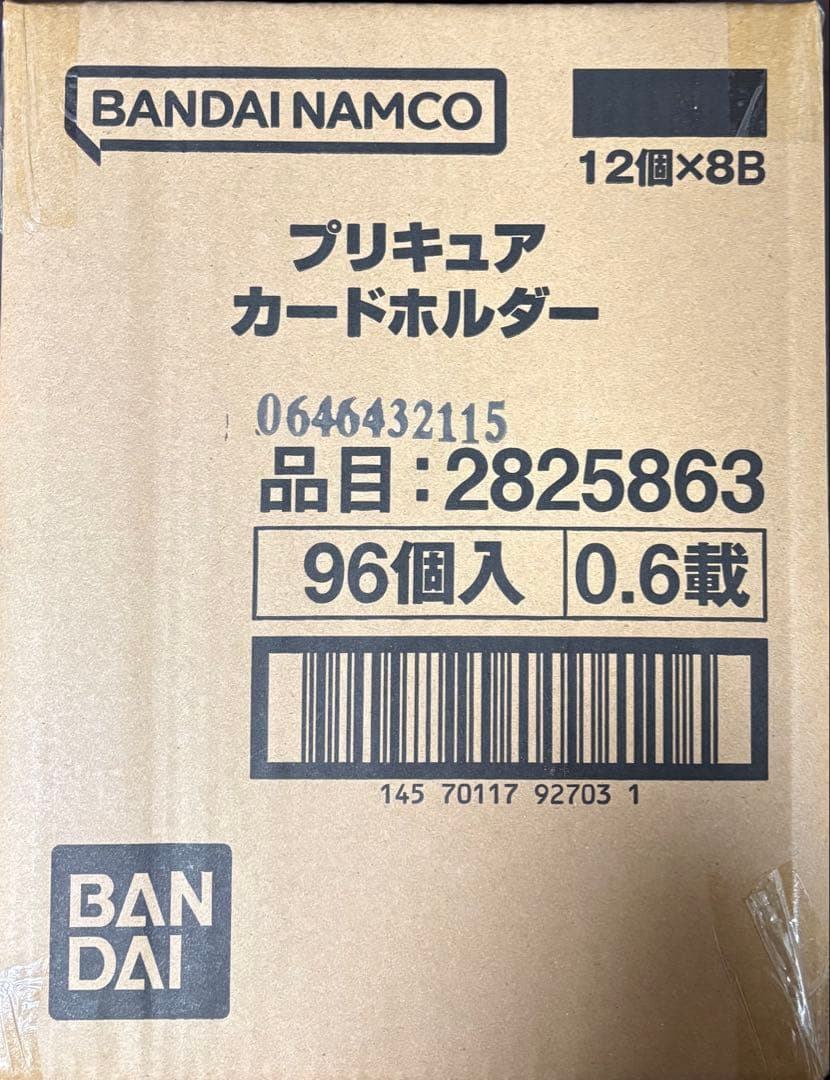 BANDAI NAMCO
12個×8B
プリキュア
カードホルダー
0646432115
品目:2825863
96個入 0.6載
145 70117 92703 1
BAN
DAI